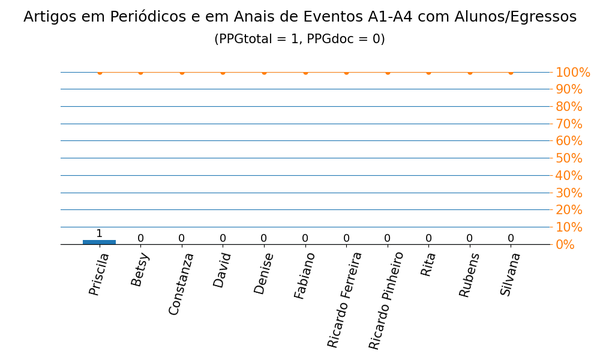 Artigos em Periódicos e em Anais de Eventos A1-A4 com Alunos/Egressos
(PPGtotal = 1, PPGdoc = 0)
100%
90%
80%
70%
60%
50%
40%
30%
20%
10%
0%
1 0 0 0 0 0 0 0 0 0 0
Priscila
Betsy
Constanza
David
Denise
Fabiano
Ricardo Ferreira
Ricardo Pinheiro
Rita
Rubens
Silvana